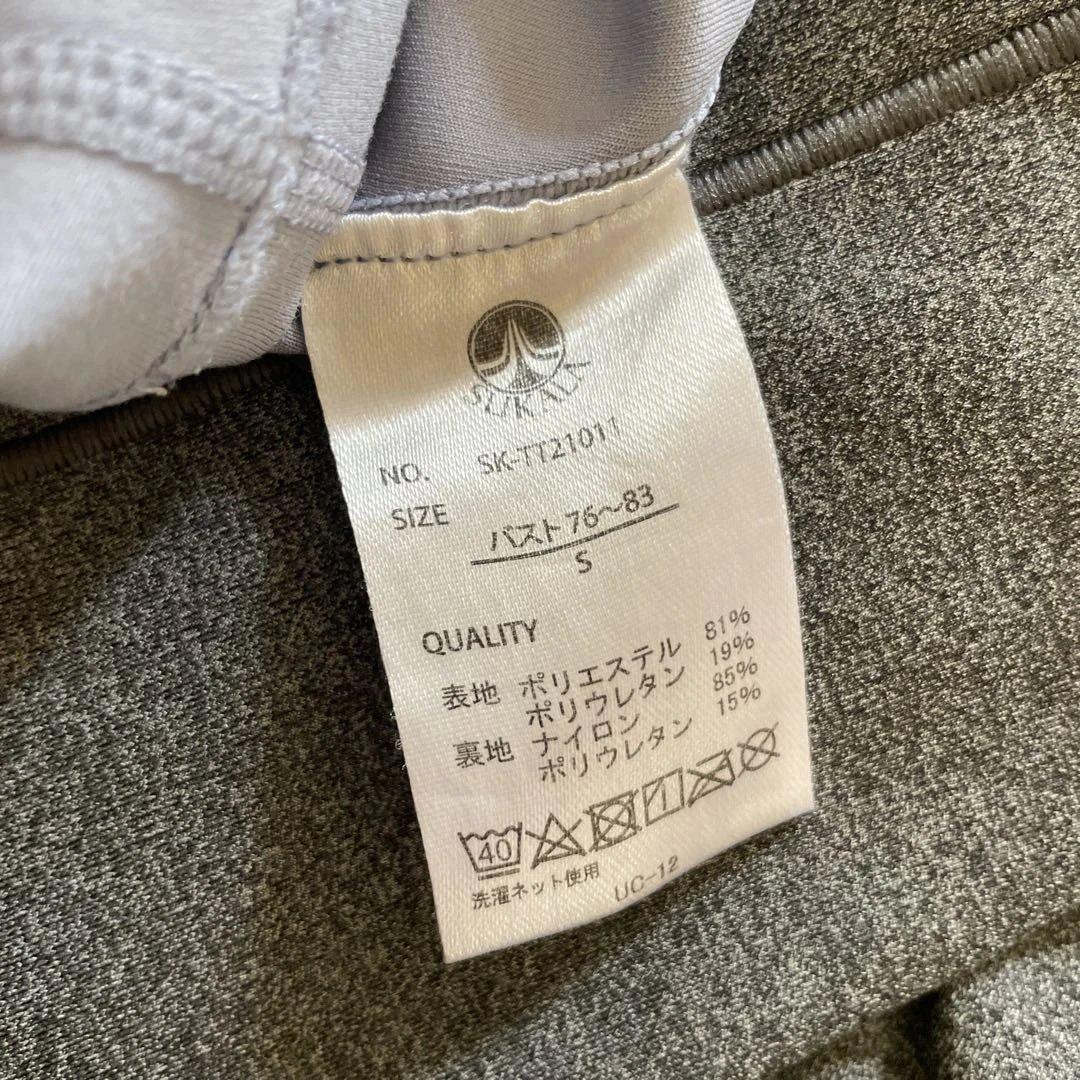 SUKALA
NO. SK-TT21011
SIZE バスト 76～83
S
QUALITY
表地 ポリエステル 81%
ポリウレタン 19%
裏地 ナイロン 85%
ポリウレタン 15%
40
洗濯ネット使用
UC-12